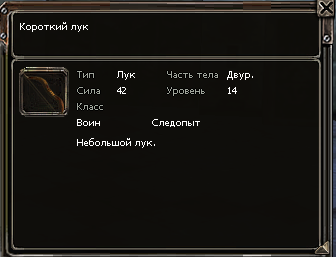 Короткий лук
Тип Лук Часть тела Двур.
Сила 42 Уровень 14
Класс
Воин Следопыт
Небольшой лук.